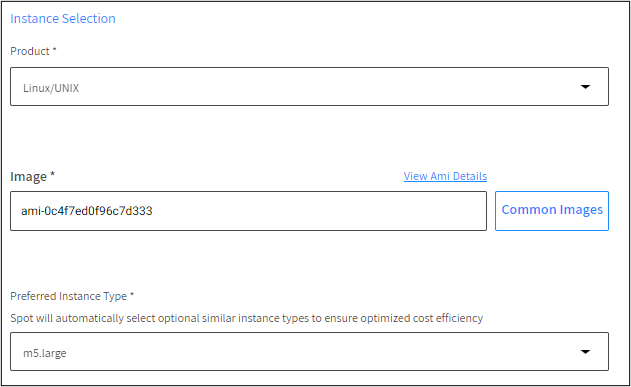 Instance Selection
Product *
Linux/UNIX
Image *
View Ami Details
ami-0c4f7ed0f96c7d333
Common Images
Preferred Instance Type *
Spot will automatically select optional similar instance types to ensure optimized cost efficiency
m5.large